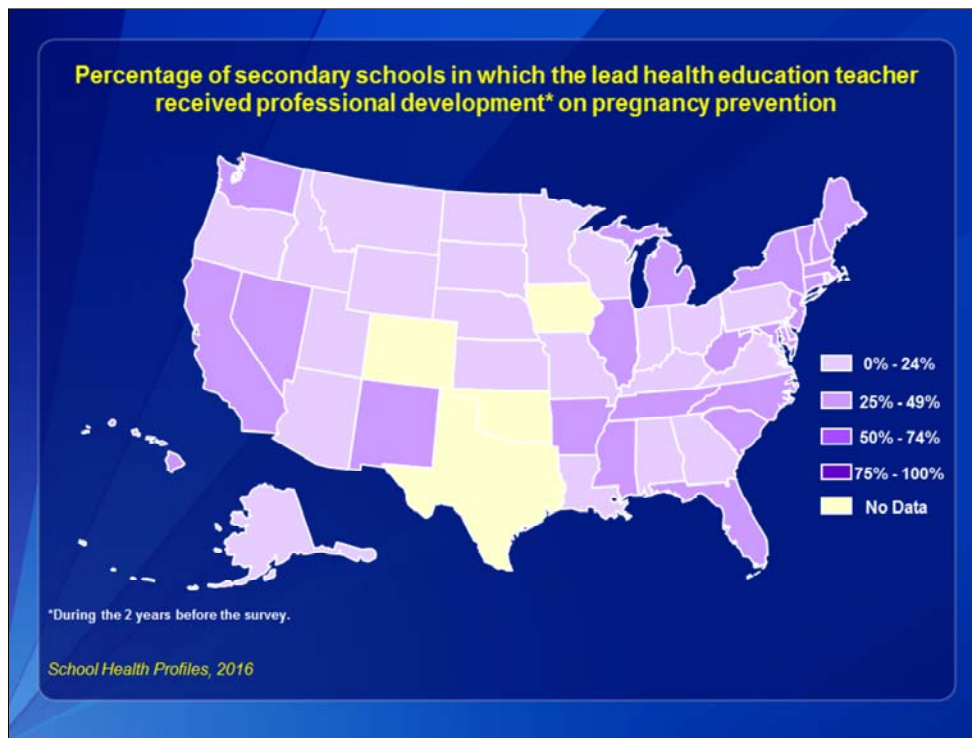 Percentage of secondary schools in which the lead health education teacher
received professional development* on pregnancy prevention
0% - 24%
25% - 49%
50% - 74%
75% - 100%
No Data
*During the 2 years before the survey.
School Health Profiles, 2016